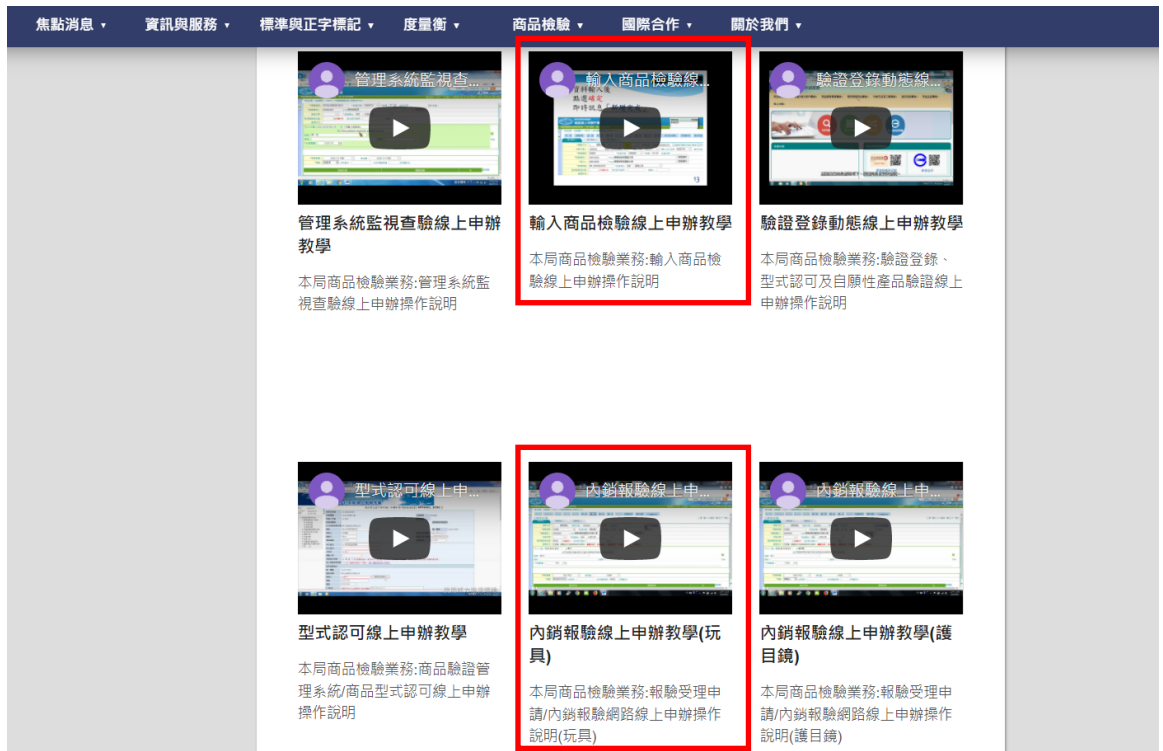 焦點消息 ▾ 資訊與服務 ▾ 標準與正字標記 ▾ 度量衡 ▾ 商品檢驗 ▾ 國際合作 ▾ 關於我們 ▾
管理系統監視查...
輸入商品檢驗線...
驗證登錄動態線...
點選確定
13
管理系統監視查驗線上申辦
教學
本局商品檢驗業務:管理系統監
視查驗線上申辦操作說明
輸入商品檢驗線上申辦教學
本局商品檢驗業務:輸入商品檢
驗線上申辦操作說明
驗證登錄動態線上申辦教學
本局商品檢驗業務:驗證登錄、
型式認可及自願性產品驗證線上
申辦操作說明
型式認可線上申...
內銷報驗線上申...
內銷報驗線上申...
型式認可線上申辦教學
本局商品檢驗業務:商品驗證管
理系統/商品型式認可線上申辦
操作說明
內銷報驗線上申辦教學(玩
具)
本局商品檢驗業務:報驗受理申
請/內銷報驗網路線上申辦操作
說明(玩具)
內銷報驗線上申辦教學(護
目鏡)
本局商品檢驗業務:報驗受理申
請/內銷報驗網路線上申辦操作
說明(護目鏡)